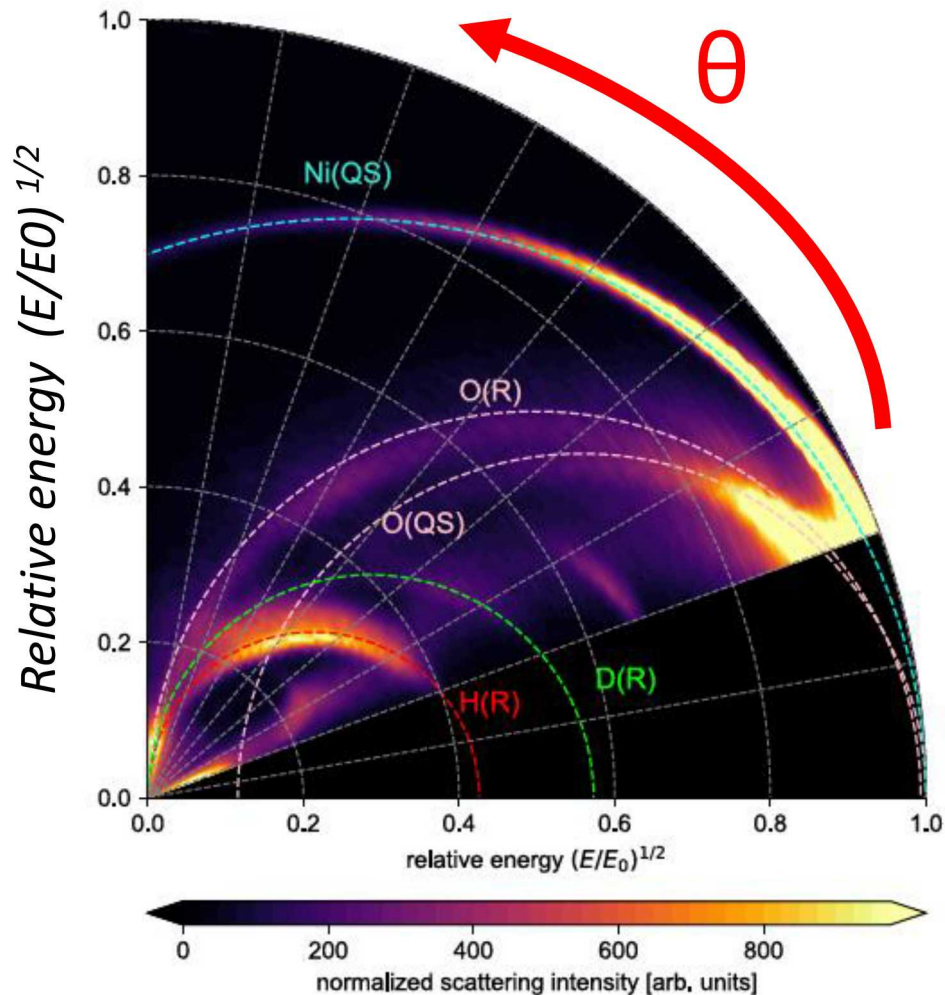 1.0
θ
Ni(QS)
0.8
Relative energy (E/E0) 1/2
0.6
O(R)
0.4
O(QS)
0.2
D(R)
H(R)
0.0
0.0 0.2 0.4 0.6 0.8 1.0
relative energy (E/E₀)^1/2
0 200 400 600 800
normalized scattering intensity [arb. units]